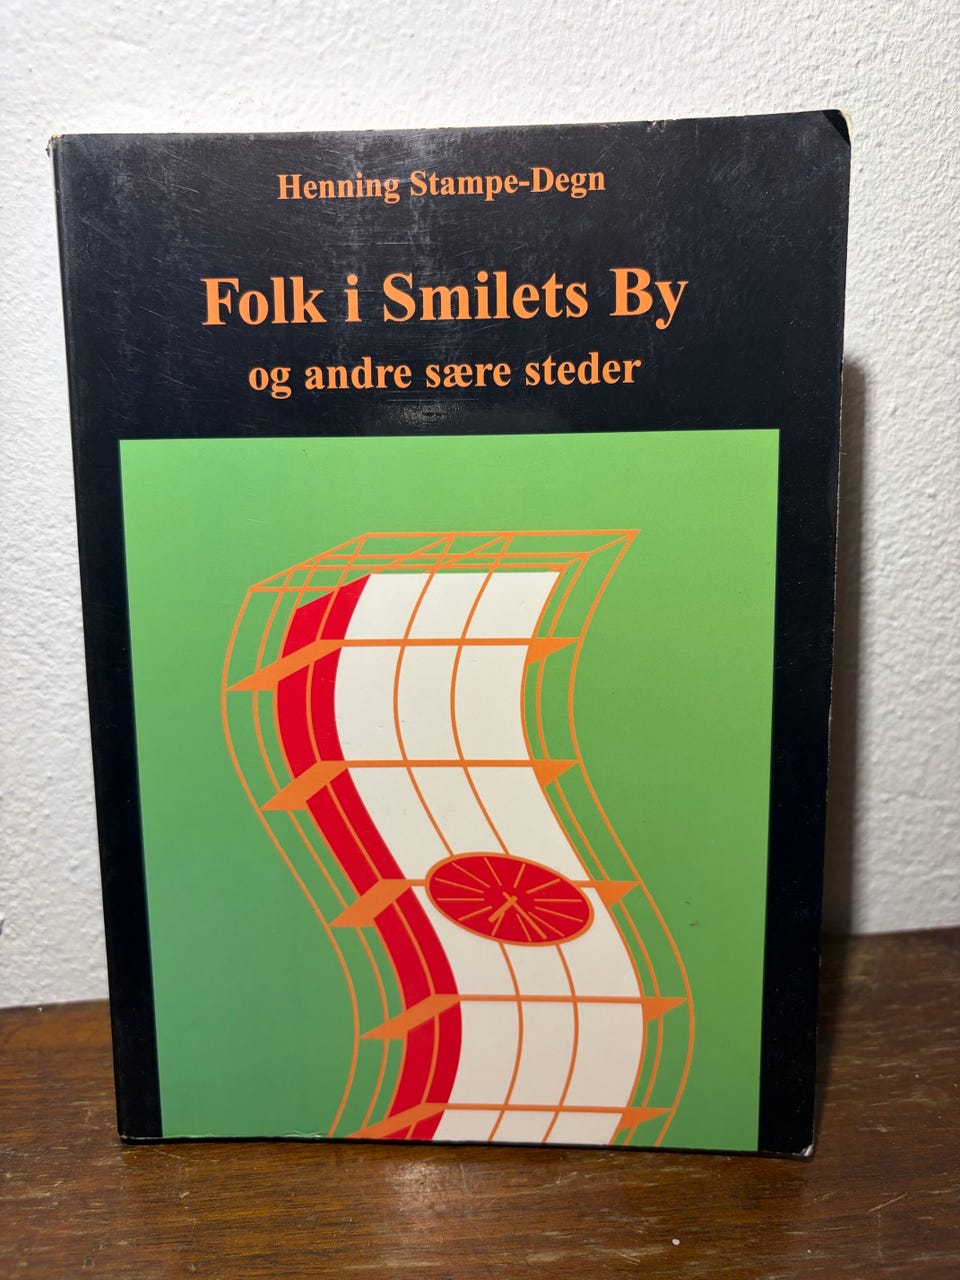 Henning Stampe-Degn
Folk i Smilets By
og andre sære steder